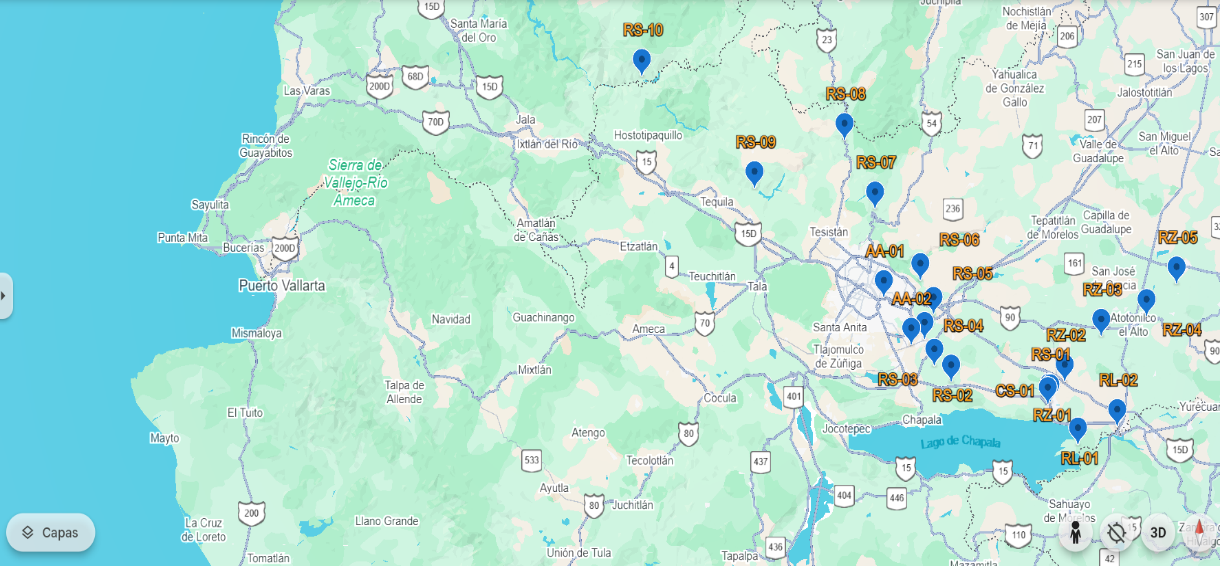 15D
Santa María
del Oro
RS-10
Juchipila
Nochistlán
de Mejía
307
23
206
San Juan de
los Lagos
215
68D
200D
15D
Las Varas
Yahualica
de González
Gallo
Jalostotitlán
RS-08
70D
Jala
54
207
Hostotipaquillo
Rincón de
Guayabitos
Ixtlán del Río
RS-09
71
San Miguel
el Alto
Valle de
Guadalupe
15
RS-07
Sierra de
Vallejo-Río
Ameca
Sayulita
Tequila
236
Capilla de
Guadalupe
Tepatitlán
de Morelos
Amatlán
de Cañas
Punta Mita
Bucerías
200D
15D
Tesistán
RS-06
RZ-05
Etzatlán
AA-01
4
161
San José
de Gracia
Teuchitlán
RS-05
Puerto Vallarta
Tala
RZ-03
AA-02
Navidad
Guachinango
70
Ameca
Santa Anita
RS-04
90
Atotonilco
el Alto
RZ-04
Mismaloya
RZ-02
RS-01
90
Tlajomulco
de Zúñiga
Mixtlán
RS-03
RS-02
RL-02
Talpa de
Allende
Cocula
401
CS-01
El Tuito
RZ-01
Yurécuaro
Jocotepec
Chapala
Mayto
Atengo
80
Lago de Chapala
15D
533
Tecolotlán
437
15
15
RL-01
Ayutla
404
446
80
Juchitlán
Sahuayo
de Morelos
200
La Cruz
de Loreto
Llano Grande
Capas
110
3D
15
Unión de Tula
Tapalpa
436
Tomatlán
Mazamitla
42